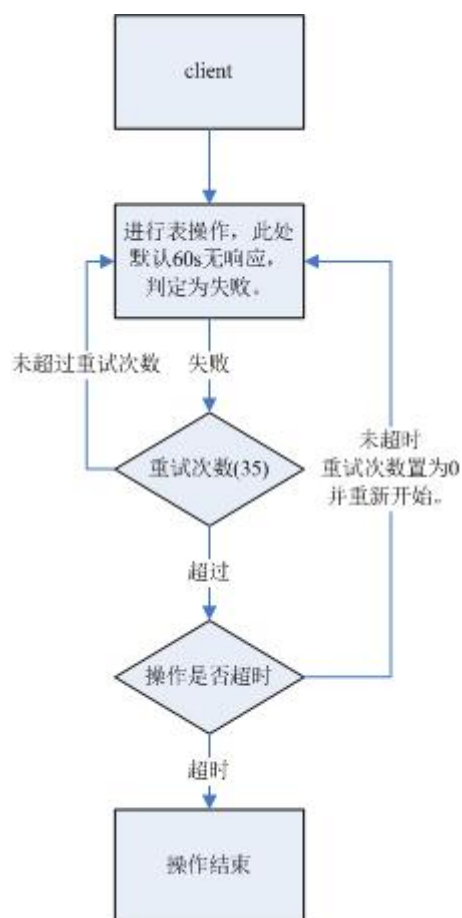 client
进行表操作，此处
默认60s无响应，
判定为失败。
未超过重试次数
失败
重试次数(35)
未超时
重试次数置为0
并重新开始。
超过
操作是否超时
超时
操作结束